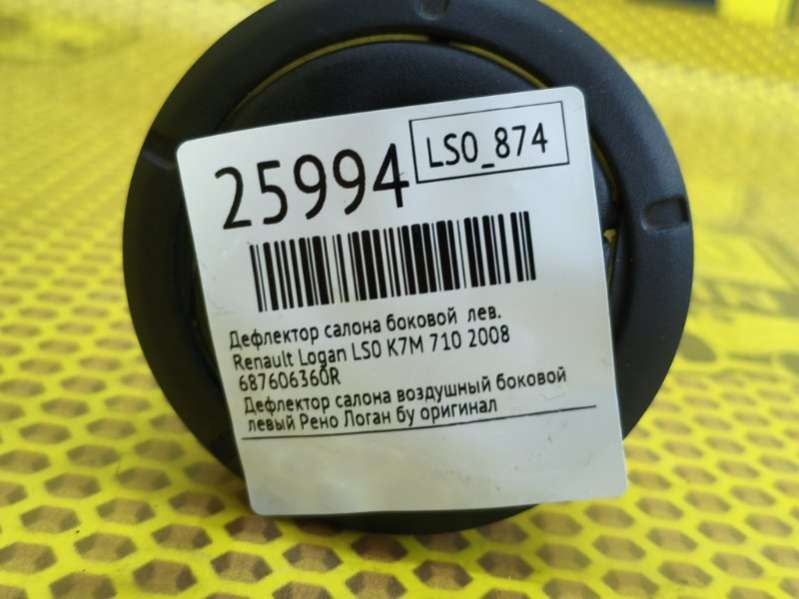 LS0_874
25994
Дефлектор салона боковой лев.
Renault Logan LS0 K7M 710 2008
687606360R
Дефлектор салона воздушный боковой
левый Рено Логан бу оригинал